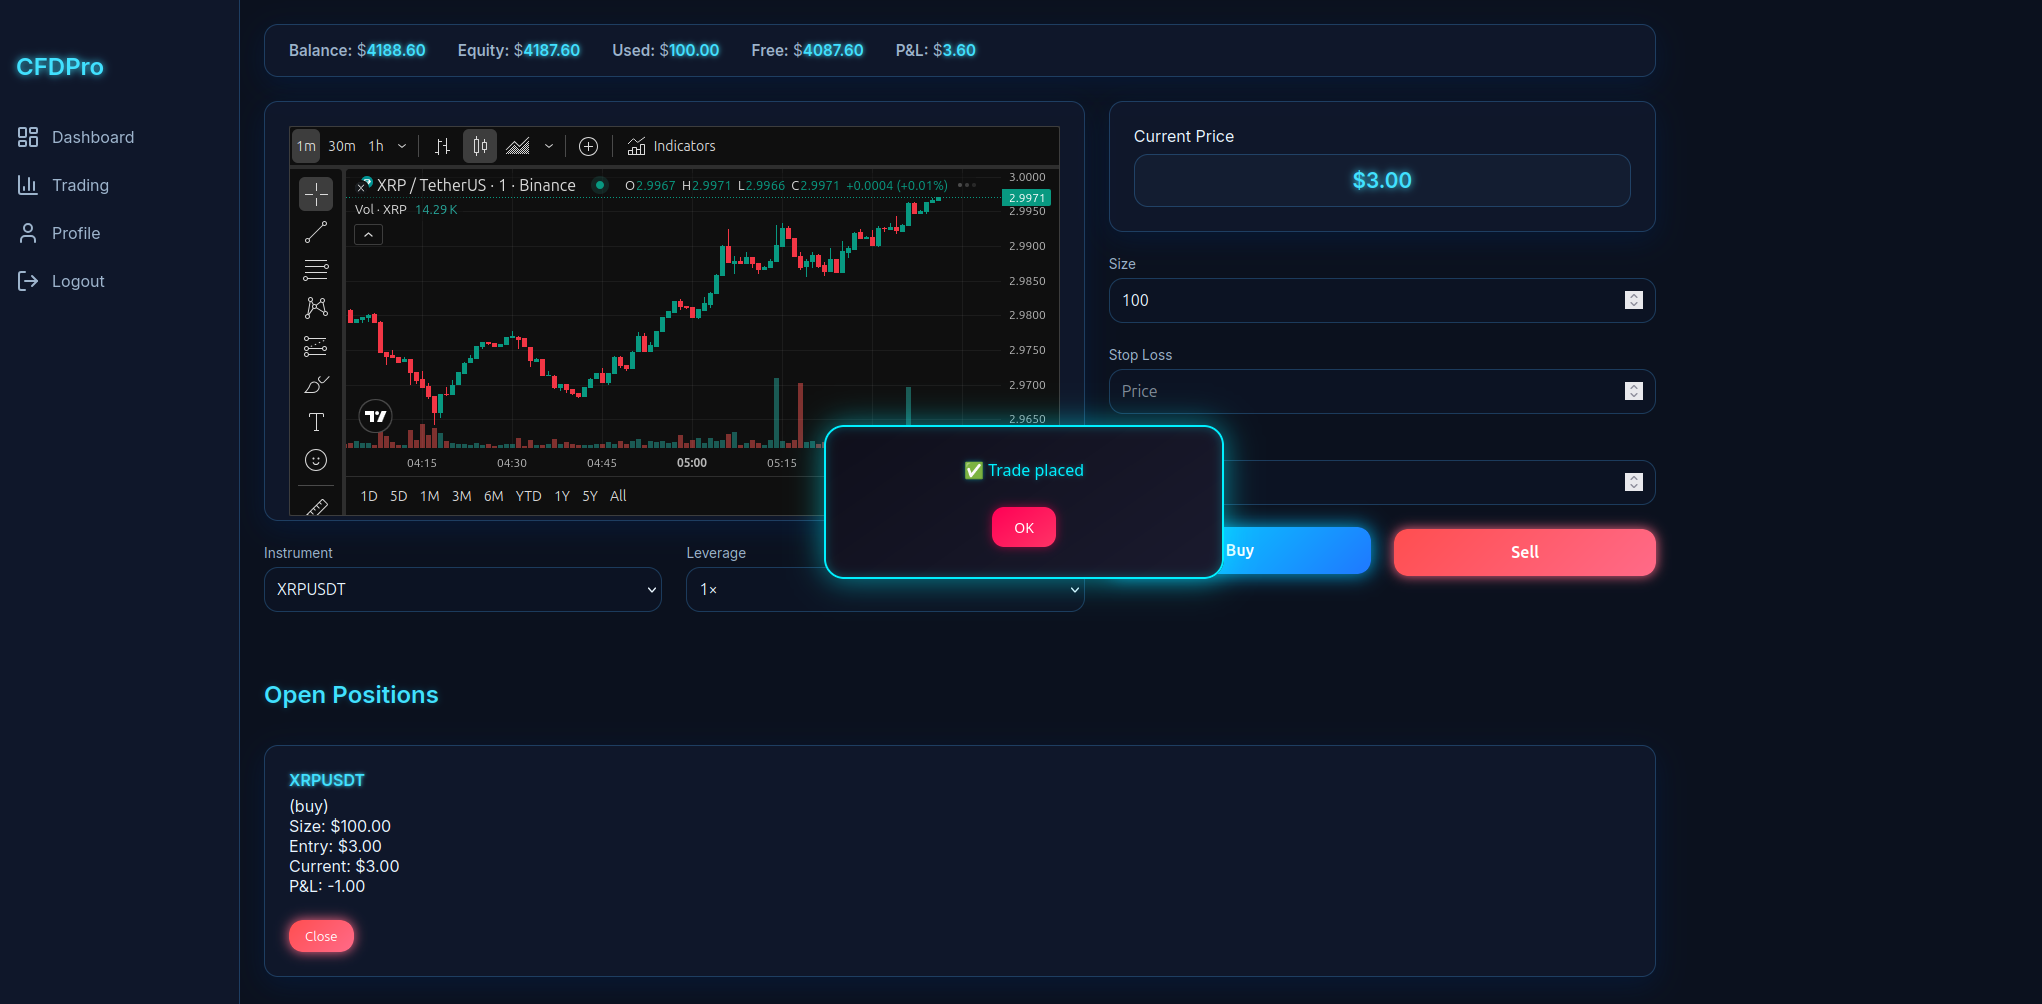 CFDPro
Dashboard
Trading
Profile
Logout
Balance: $4188.60 Equity: $4187.60 Used: $100.00 Free: $4087.60 P&L: $3.60
1m 30m 1h Indicators
XRP / TetherUS · 1 · Binance O2.9967 H2.9971 L2.9966 C2.9971 +0.0004 (+0.01%)
Vol · XRP 14.29 K
3.0000
2.9971
2.9950
2.9900
2.9850
2.9800
2.9750
2.9700
2.9650
04:15 04:30 04:45 05:00 05:15
1D 5D 1M 3M 6M YTD 1Y 5Y All
Instrument
XRPUSDT
Leverage
1×
Current Price
$3.00
Size
100
Stop Loss
Price
✅ Trade placed
OK
Buy
Sell
Open Positions
XRPUSDT
(buy)
Size: $100.00
Entry: $3.00
Current: $3.00
P&L: -1.00
Close